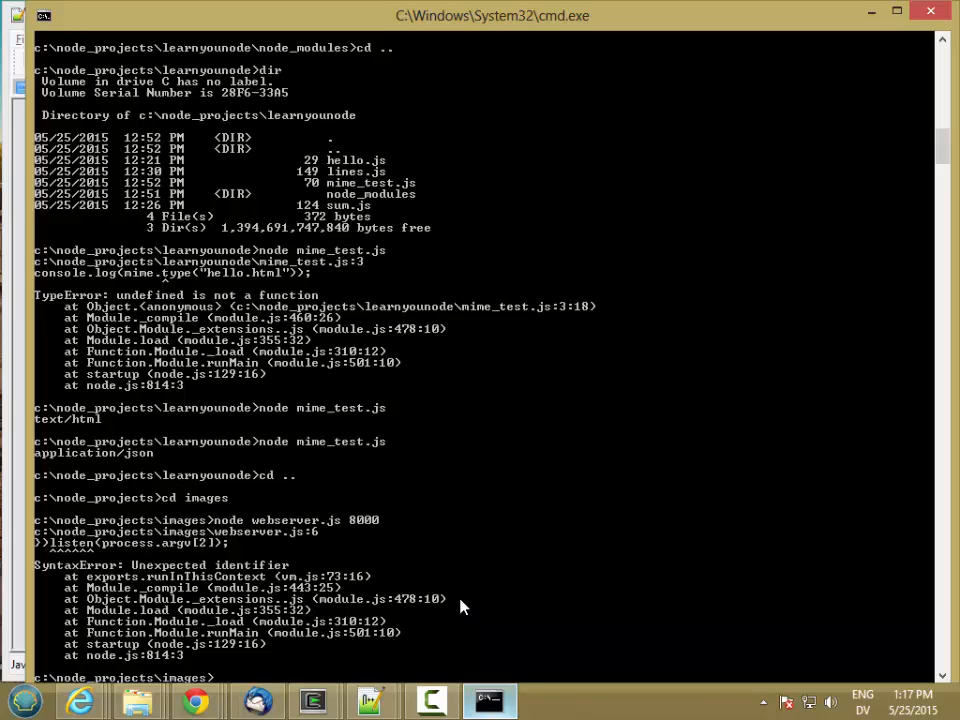 C:\Windows\System32\cmd.exe
c:\node_projects\learnyounode\node_modules>cd ..
c:\node_projects\learnyounode>dir
Volume in drive C has no label.
Volume Serial Number is 28F6-33A5
Directory of c:\node_projects\learnyounode
05/25/2015 12:52 PM <DIR> .
05/25/2015 12:52 PM <DIR> ..
05/25/2015 12:21 PM 29 hello.js
05/25/2015 12:30 PM 149 lines.js
05/25/2015 12:52 PM 70 mime_test.js
05/25/2015 12:51 PM <DIR> node_modules
05/25/2015 12:26 PM 124 sum.js
4 File(s) 372 bytes
3 Dir(s) 1,394,691,747,840 bytes free
c:\node_projects\learnyounode>node mime_test.js
c:\node_projects\learnyounode\mime_test.js:3
console.log(mime.type("hello.html"));
^
TypeError: undefined is not a function
at Object.<anonymous> (c:\node_projects\learnyounode\mime_test.js:3:18)
at Module._compile (module.js:460:26)
at Object.Module._extensions..js (module.js:478:10)
at Module.load (module.js:355:32)
at Function.Module._load (module.js:310:12)
at Function.Module.runMain (module.js:501:10)
at startup (node.js:129:16)
at node.js:814:3
c:\node_projects\learnyounode>node mime_test.js
text/html
c:\node_projects\learnyounode>node mime_test.js
application/json
c:\node_projects\learnyounode>cd ..
c:\node_projects>cd images
c:\node_projects\images>node webserver.js 8000
c:\node_projects\images\webserver.js:6
})listen(process.argv[2]);
^^^^^^
SyntaxError: Unexpected identifier
at exports.runInThisContext (vm.js:73:16)
at Module._compile (module.js:443:25)
at Object.Module._extensions..js (module.js:478:10)
at Module.load (module.js:355:32)
at Function.Module._load (module.js:310:12)
at Function.Module.runMain (module.js:501:10)
at startup (node.js:129:16)
at node.js:814:3
c:\node_projects\images>
Jav
ENG 1:17 PM
DV 5/25/2015